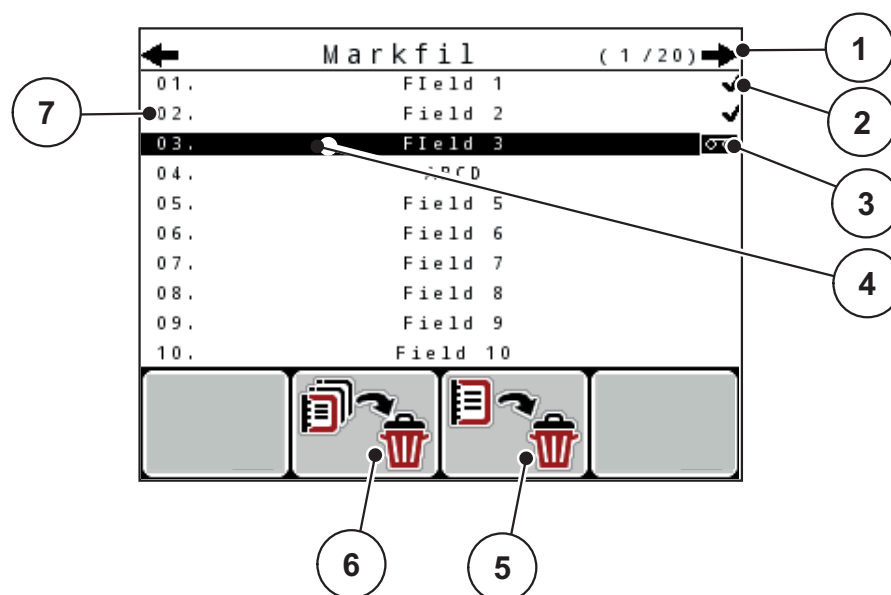 Markfil (1/20)
01. FIeld 1
02. Field 2
03. FIeld 3
04.
05. Field 5
06. Field 6
07. Field 7
08. Field 8
09. Field 9
10. Field 10
1
2
3
4
5
6
7